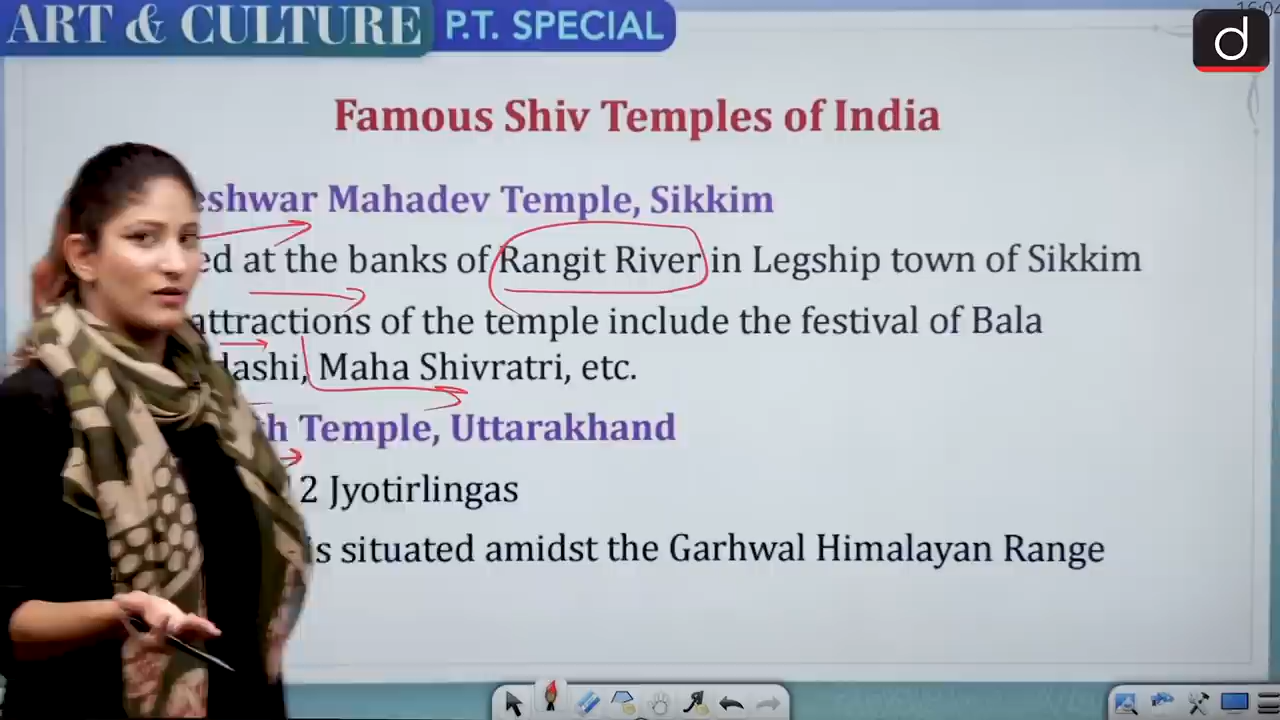 ART & CULTURE P.T. SPECIAL
d
Famous Shiv Temples of India
eshwar Mahadev Temple, Sikkim
ed at the banks of Rangit River in Legship town of Sikkim
attractions of the temple include the festival of Bala
dashi, Maha Shivratri, etc.
h Temple, Uttarakhand
12 Jyotirlingas
is situated amidst the Garhwal Himalayan Range